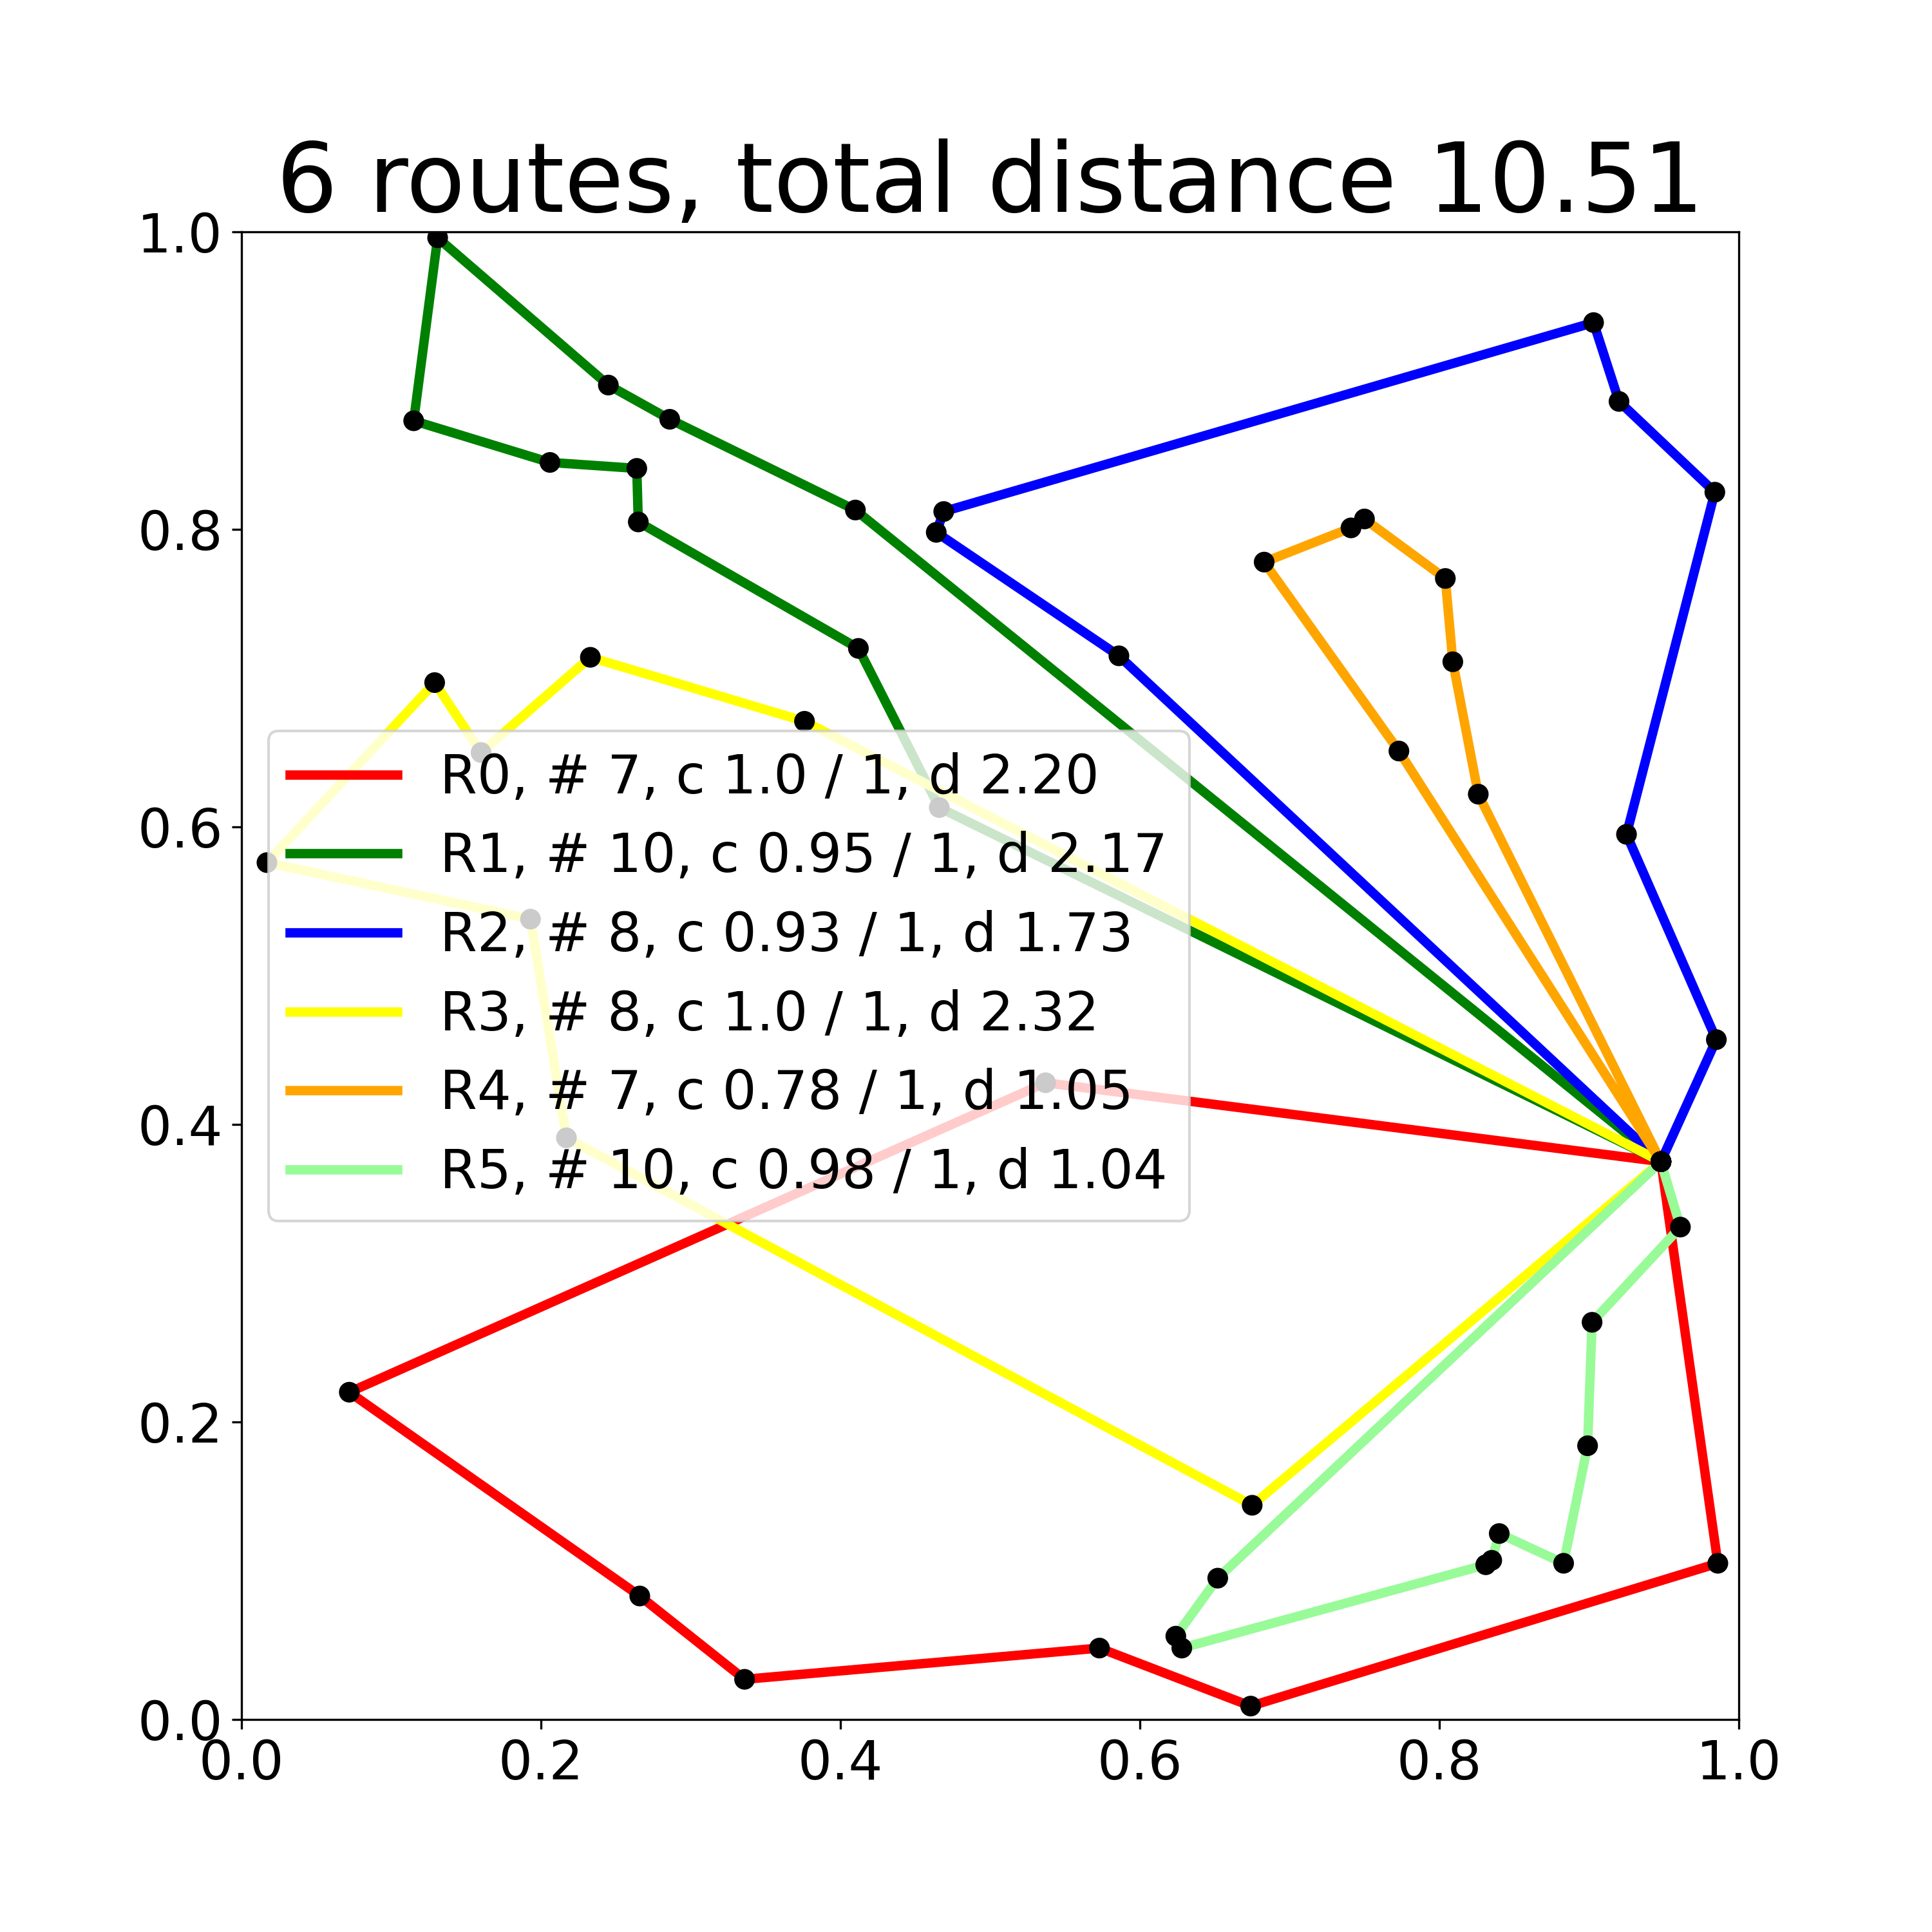 6 routes, total distance 10.51
1.0
0.8
0.6
0.4
0.2
0.0
R0, # 7, c 1.0 / 1, d 2.20
R1, # 10, c 0.95 / 1, d 2.17
R2, # 8, c 0.93 / 1, d 1.73
R3, # 8, c 1.0 / 1, d 2.32
R4, # 7, c 0.78 / 1, d 1.05
R5, # 10, c 0.98 / 1, d 1.04
0.0 0.2 0.4 0.6 0.8 1.0